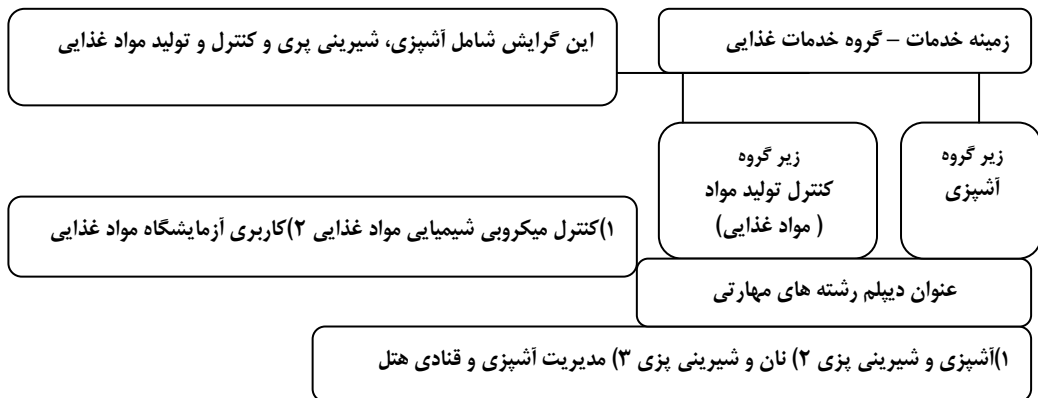 زمینه خدمات – گروه خدمات غذایی
این گرایش شامل آشپزی، شیرینی پری و کنترل و تولید مواد غذایی
زیر گروه
آشپزی
زیر گروه
کنترل تولید مواد
( مواد غذایی)
۱)کنترل میکروبی شیمیایی مواد غذایی ۲)کاربری آزمایشگاه مواد غذایی
عنوان دیپلم رشته های مهارتی
۱)آشپزی و شیرینی پزی ۲) نان و شیرینی پزی ۳) مدیریت آشپزی و قنادی هتل